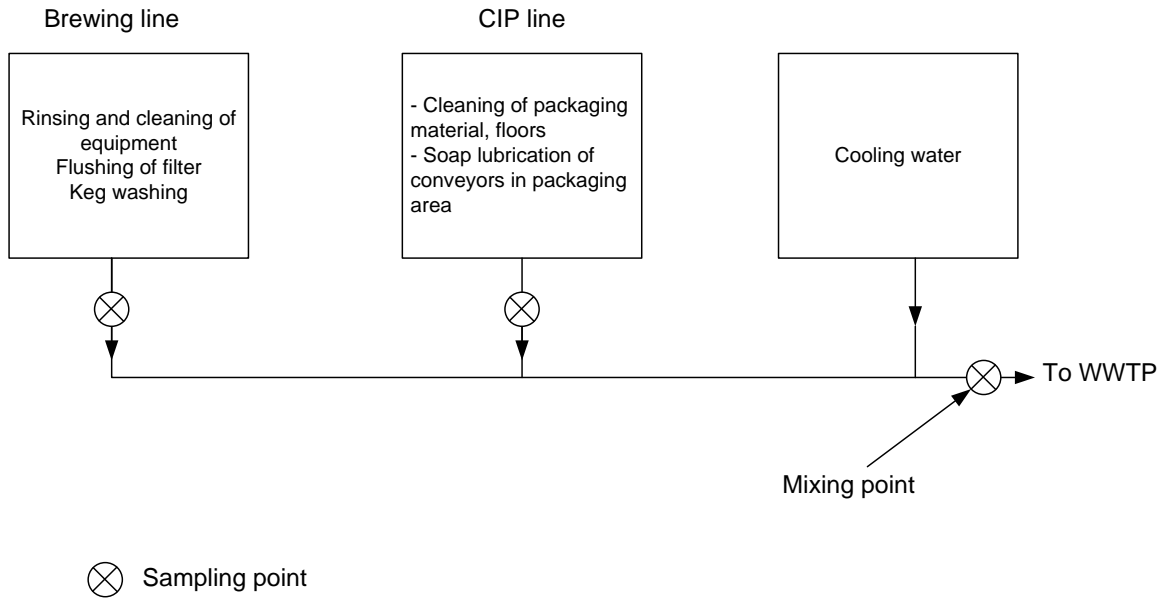 Brewing line
CIP line
Rinsing and cleaning of
equipment
Flushing of filter
Keg washing
- Cleaning of packaging
material, floors
- Soap lubrication of
conveyors in packaging
area
Cooling water
To WWTP
Mixing point
Sampling point